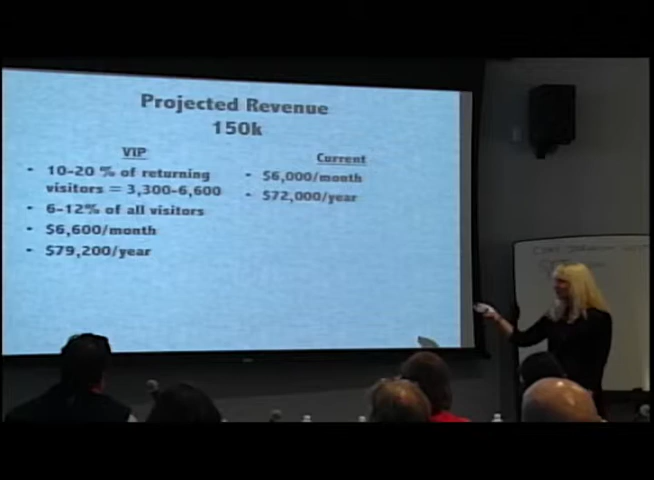 Projected Revenue
150k
VIP
• 10-20 % of returning
visitors = 3,300-6,600
• 6-12% of all visitors
• $6,600/month
• $79,200/year
Current
• $6,000/month
• $72,000/year